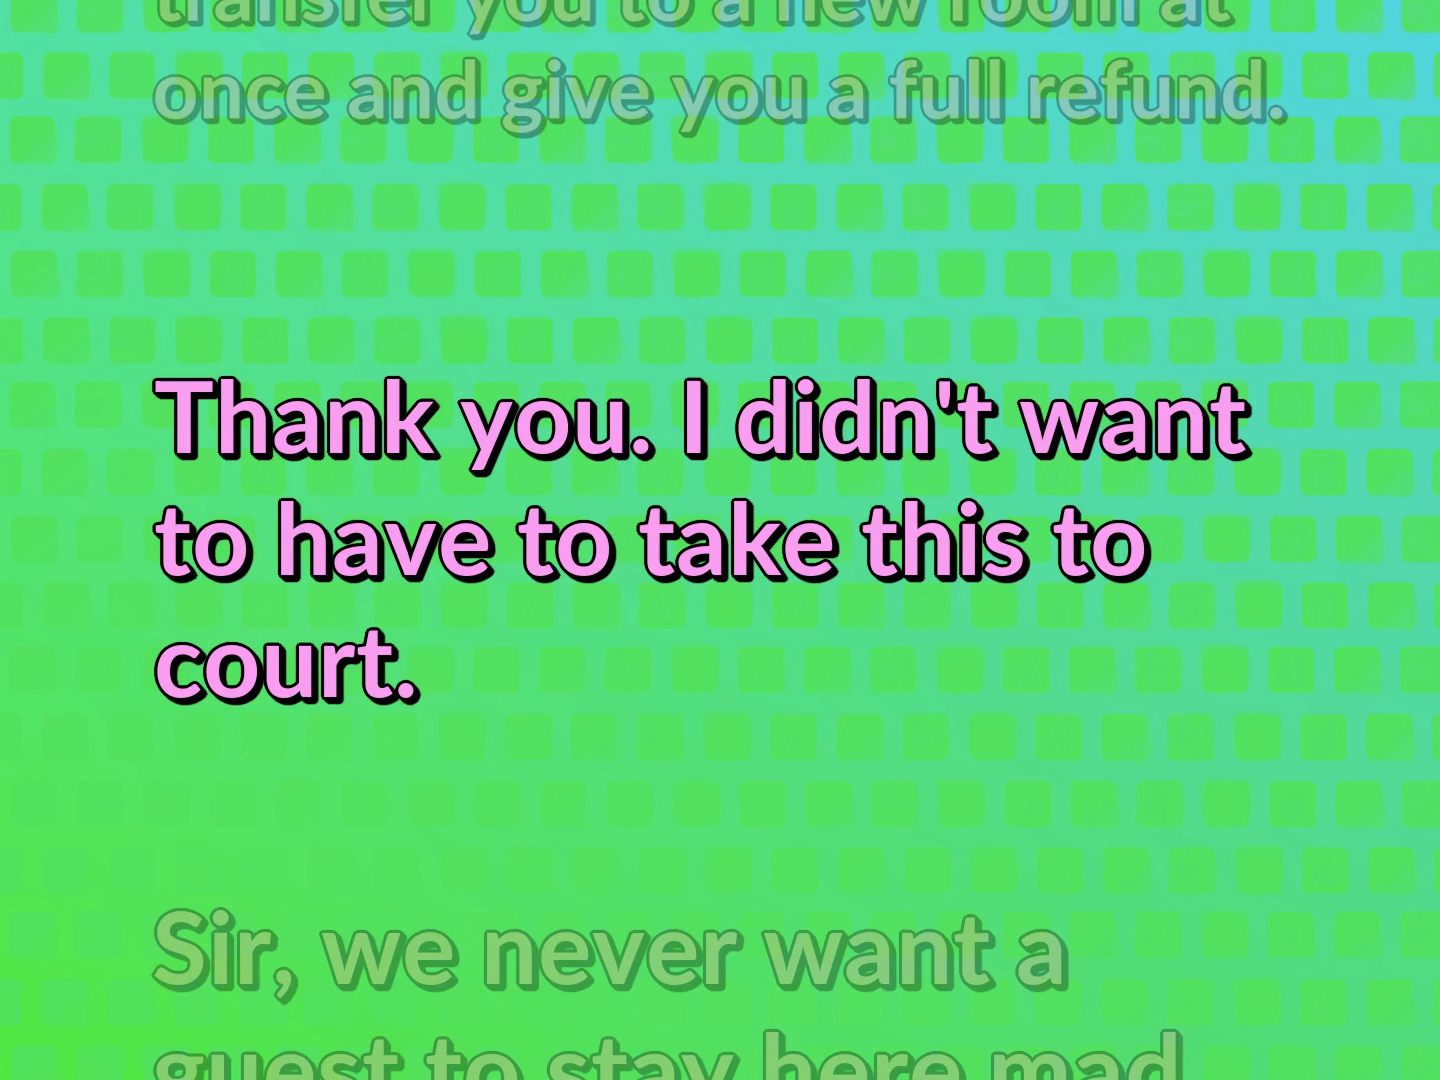 transfer you to a new room at
once and give you a full refund.
Thank you. I didn't want
to have to take this to
court.
Sir, we never want a
guest to stay here mad